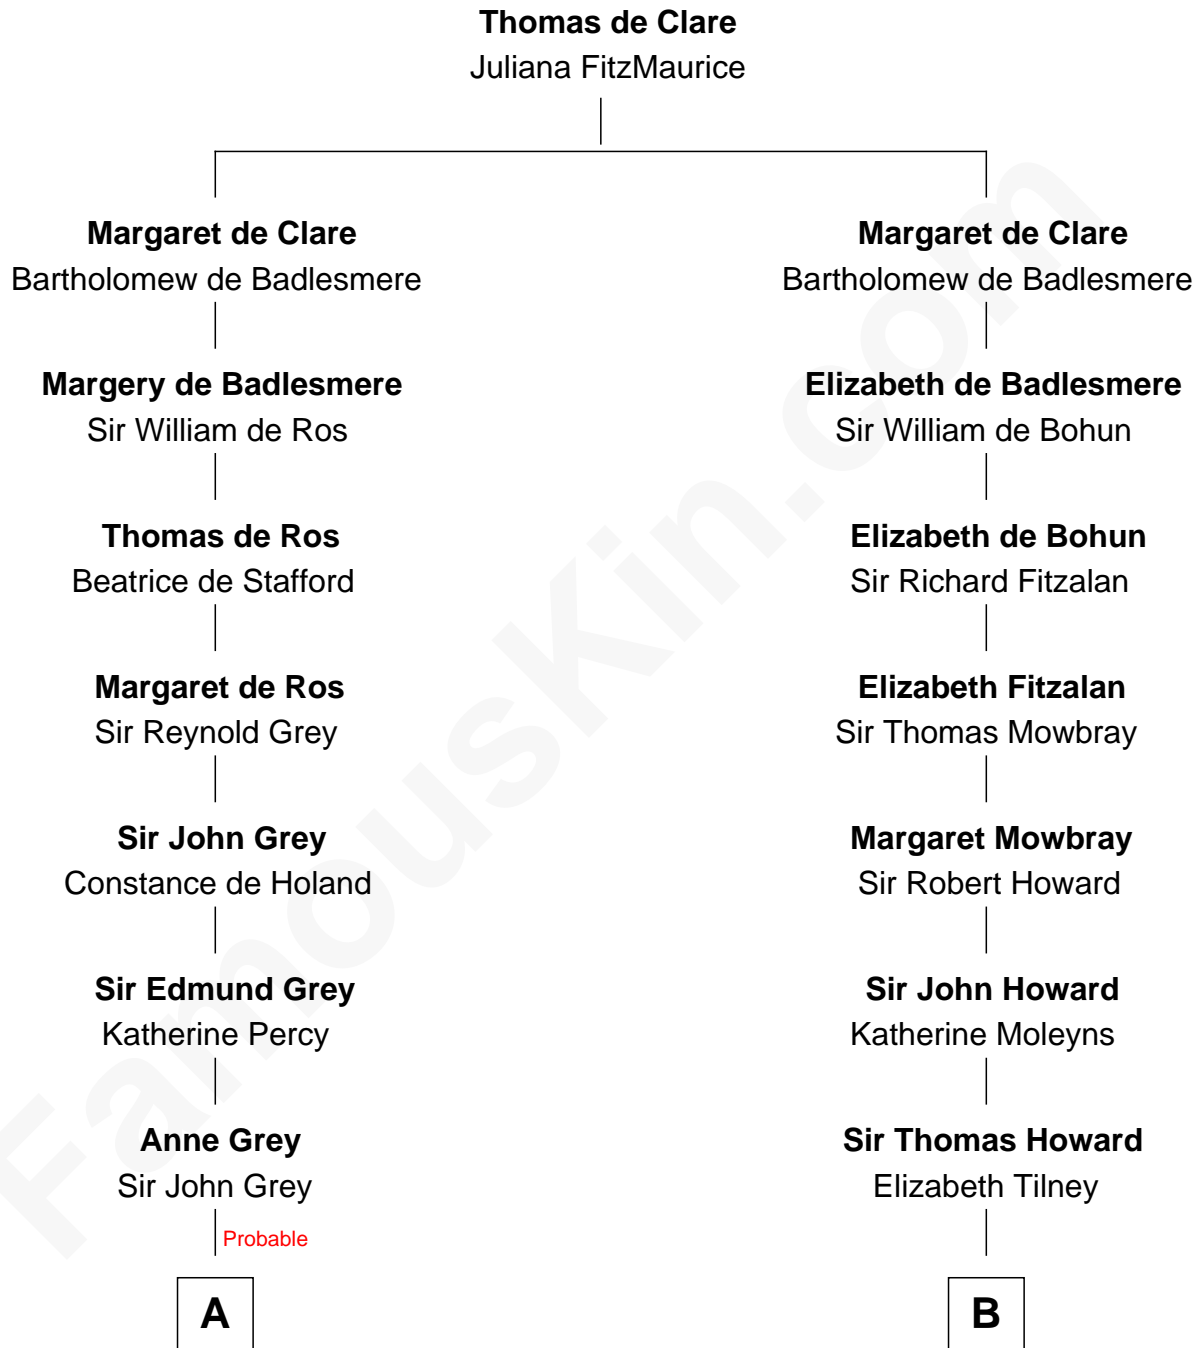 Thomas de Clare
Juliana FitzMaurice
Margaret de Clare
Bartholomew de Badlesmere
Margery de Badlesmere
Sir William de Ros
Thomas de Ros
Beatrice de Stafford
Margaret de Ros
Sir Reynold Grey
Sir John Grey
Constance de Holand
Sir Edmund Grey
Katherine Percy
Anne Grey
Sir John Grey
Probable
A
Margaret de Clare
Bartholomew de Badlesmere
Elizabeth de Badlesmere
Sir William de Bohun
Elizabeth de Bohun
Sir Richard Fitzalan
Elizabeth Fitzalan
Sir Thomas Mowbray
Margaret Mowbray
Sir Robert Howard
Sir John Howard
Katherine Moleyns
Sir Thomas Howard
Elizabeth Tilney
B
FamousKin.com